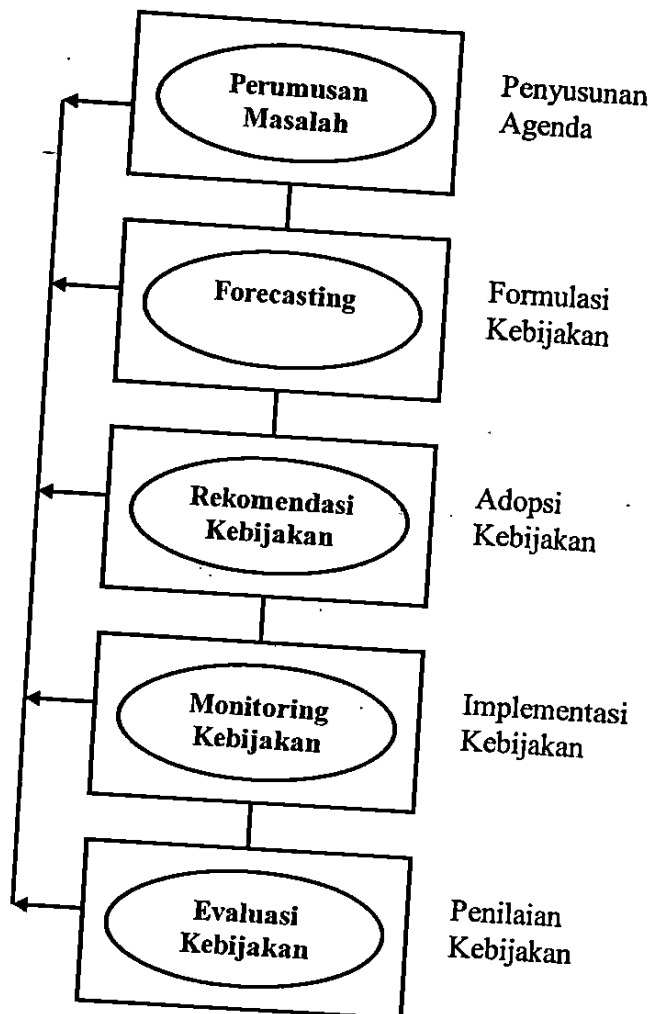 Perumusan
Masalah
Penyusunan
Agenda
Forecasting
Formulasi
Kebijakan
Rekomendasi
Kebijakan
Adopsi
Kebijakan
Monitoring
Kebijakan
Implementasi
Kebijakan
Evaluasi
Kebijakan
Penilaian
Kebijakan